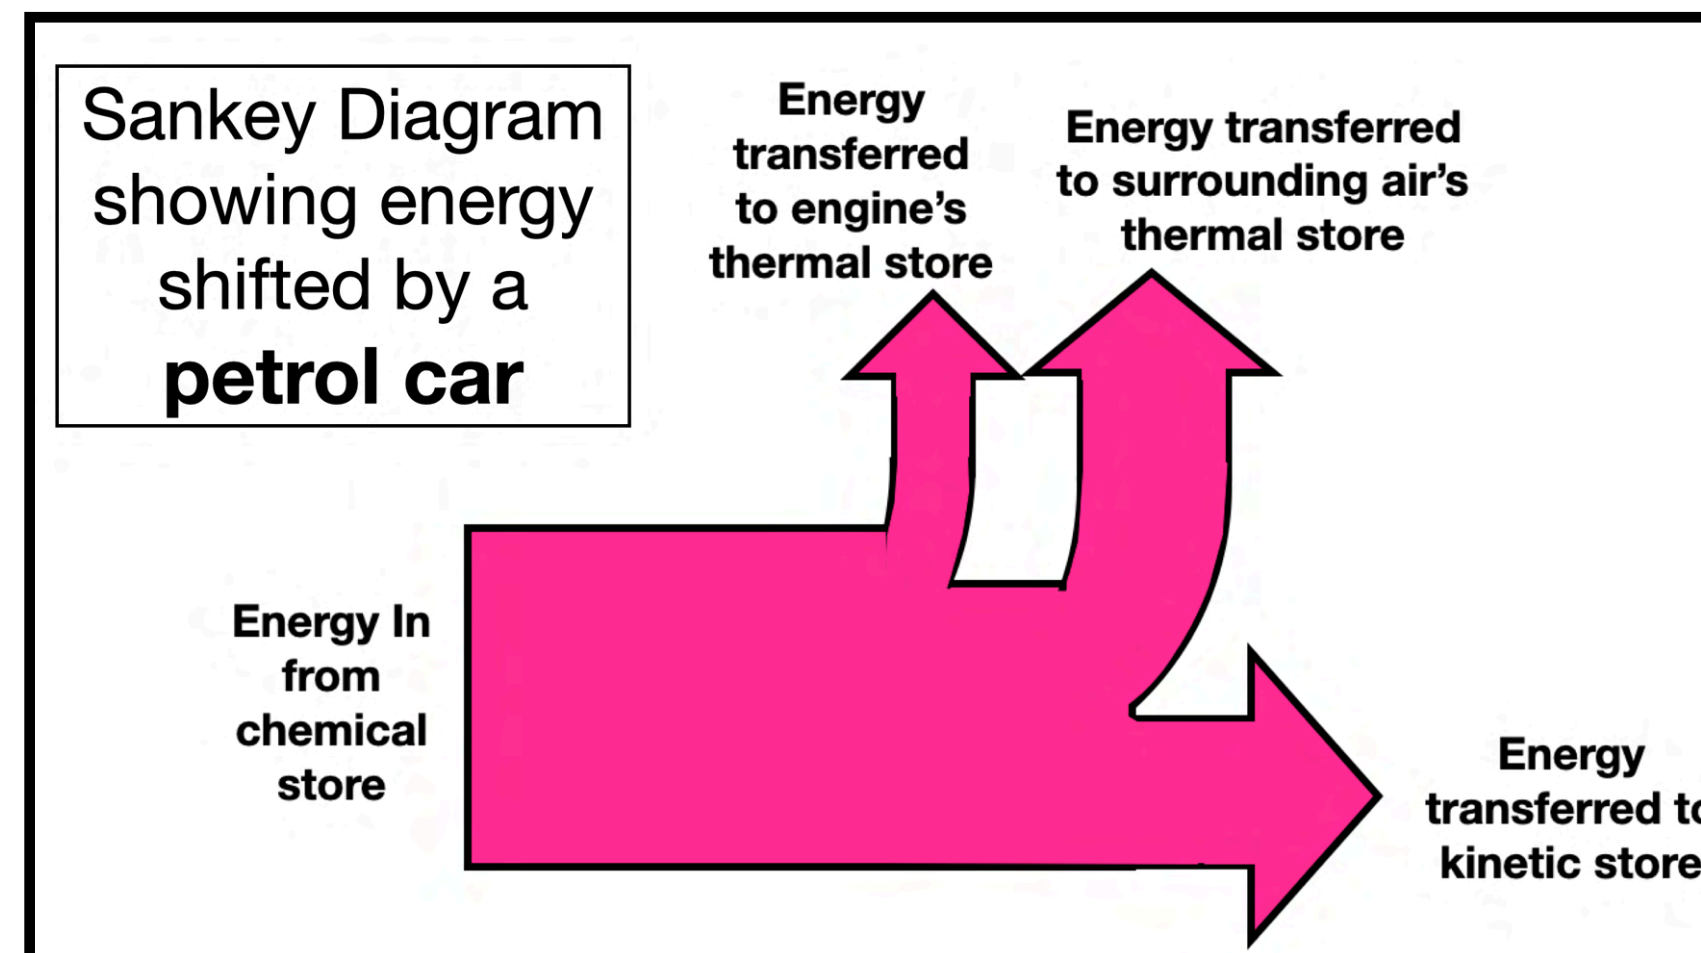 Sankey Diagram
showing energy
shifted by a
petrol car
Energy
transferred
to engine's
thermal store
Energy transferred
to surrounding air's
thermal store
Energy In
from
chemical
store
Energy
transferred to
kinetic store